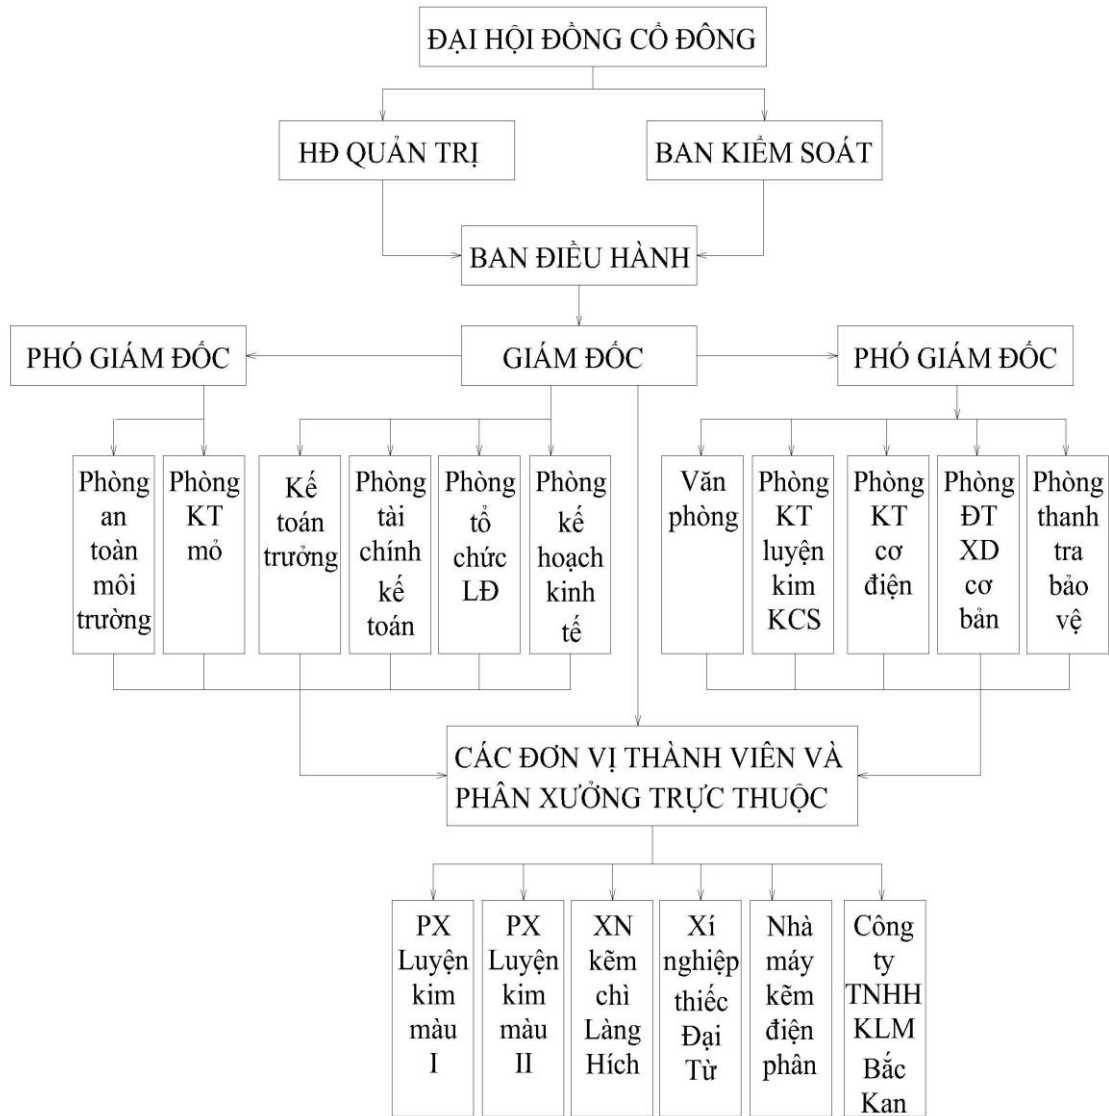 ĐẠI HỘI ĐỒNG CỔ ĐÔNG
HĐ QUẢN TRỊ
BAN KIỂM SOÁT
BAN ĐIỀU HÀNH
PHÓ GIÁM ĐỐC
GIÁM ĐỐC
PHÓ GIÁM ĐỐC
Phòng
an
toàn
môi
trường
Phòng
KT
mỏ
Kế
toán
trưởng
Phòng
tài
chính
kế
toán
Phòng
tổ
chức
LĐ
Phòng
kế
hoạch
kinh
tế
Văn
phòng
Phòng
KT
luyện
kim
KCS
Phòng
KT
cơ
điện
Phòng
ĐT
XD
cơ
bản
Phòng
thanh
tra
bảo
vệ
CÁC ĐƠN VỊ THÀNH VIÊN VÀ
PHÂN XƯỞNG TRỰC THUỘC
PX
Luyện
kim
màu
I
PX
Luyện
kim
màu
II
XN
kẽm
chì
Làng
Hích
Xí
nghiệp
thiếc
Đại
Từ
Nhà
máy
kẽm
điện
phân
Công
ty
TNHH
KLM
Bắc
Kan